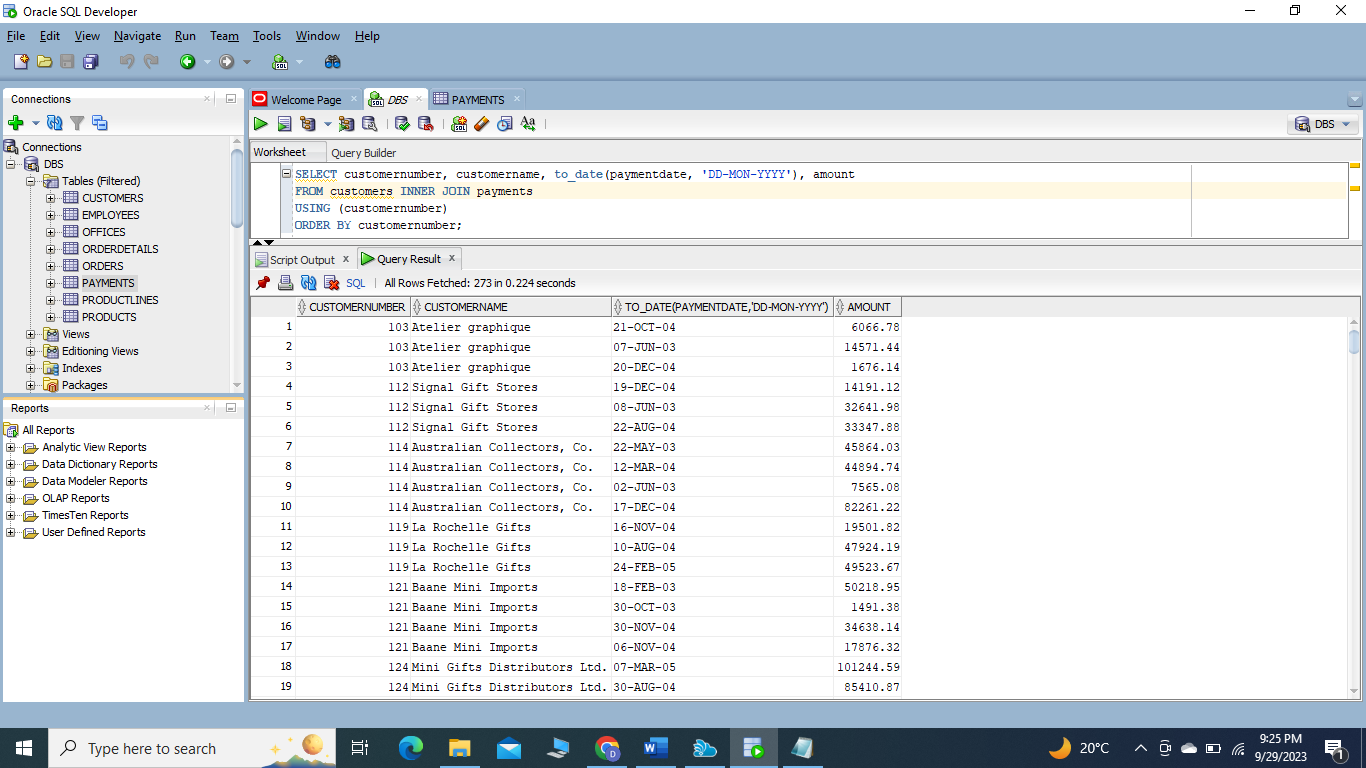 Oracle SQL Developer
File Edit View Navigate Run Team Tools Window Help
Connections
Connections
DBS
Tables (Filtered)
CUSTOMERS
EMPLOYEES
OFFICES
ORDERDETAILS
ORDERS
PAYMENTS
PRODUCTLINES
PRODUCTS
Views
Editioning Views
Indexes
Packages
Reports
All Reports
Analytic View Reports
Data Dictionary Reports
Data Modeler Reports
OLAP Reports
TimesTen Reports
User Defined Reports
Welcome Page DBS PAYMENTS
DBS
Worksheet Query Builder
SELECT customernumber, customername, to_date(paymentdate, 'DD-MON-YYYY'), amount
FROM customers INNER JOIN payments
USING (customernumber)
ORDER BY customernumber;
Script Output Query Result
SQL All Rows Fetched: 273 in 0.224 seconds
CUSTOMERNUMBER CUSTOMERNAME TO_DATE(PAYMENTDATE,'DD-MON-YYYY') AMOUNT
1 103 Atelier graphique 21-OCT-04 6066.78
2 103 Atelier graphique 07-JUN-03 14571.44
3 103 Atelier graphique 20-DEC-04 1676.14
4 112 Signal Gift Stores 19-DEC-04 14191.12
5 112 Signal Gift Stores 08-JUN-03 32641.98
6 112 Signal Gift Stores 22-AUG-04 33347.88
7 114 Australian Collectors, Co. 22-MAY-03 45864.03
8 114 Australian Collectors, Co. 12-MAR-04 44894.74
9 114 Australian Collectors, Co. 02-JUN-03 7565.08
10 114 Australian Collectors, Co. 17-DEC-04 82261.22
11 119 La Rochelle Gifts 16-NOV-04 19501.82
12 119 La Rochelle Gifts 10-AUG-04 47924.19
13 119 La Rochelle Gifts 24-FEB-05 49523.67
14 121 Baane Mini Imports 18-FEB-03 50218.95
15 121 Baane Mini Imports 30-OCT-03 1491.38
16 121 Baane Mini Imports 30-NOV-04 34638.14
17 121 Baane Mini Imports 06-NOV-04 17876.32
18 124 Mini Gifts Distributors Ltd. 07-MAR-05 101244.59
19 124 Mini Gifts Distributors Ltd. 30-AUG-04 85410.87
Type here to search
20°C
9:25 PM
9/29/2023
1